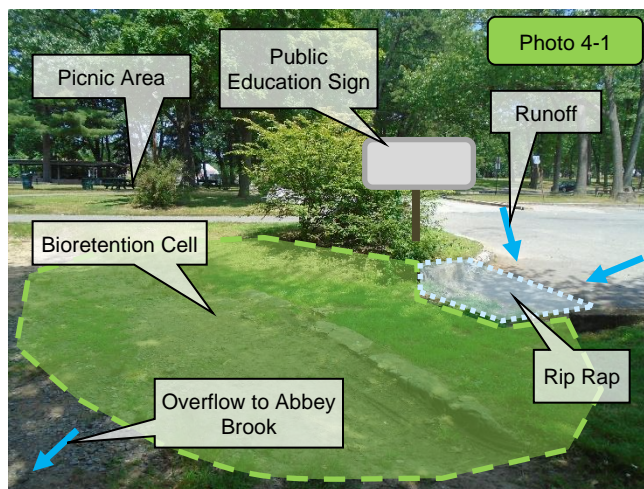 Photo 4-1
Public
Education Sign
Picnic Area
Runoff
Bioretention Cell
Rip Rap
Overflow to Abbey
Brook